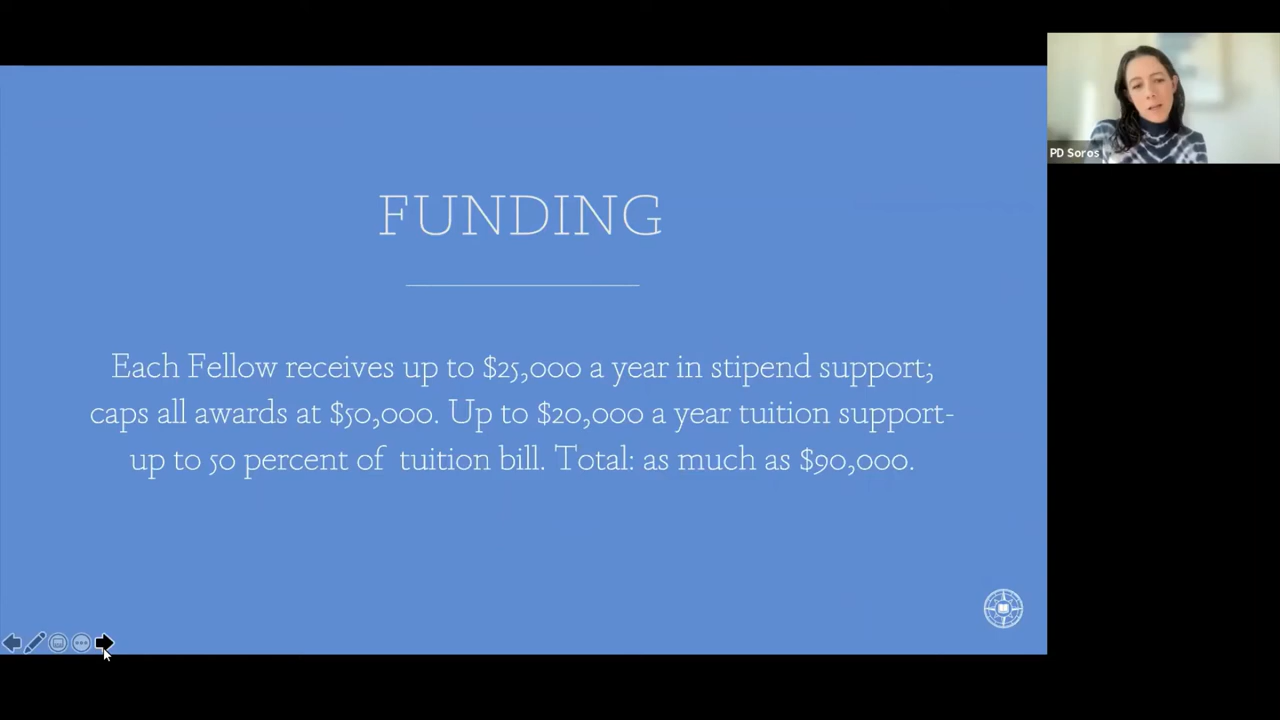 FUNDING
Each Fellow receives up to $25,000 a year in stipend support;
caps all awards at $50,000. Up to $20,000 a year tuition support-
up to 50 percent of tuition bill. Total: as much as $90,000.
PD Soros